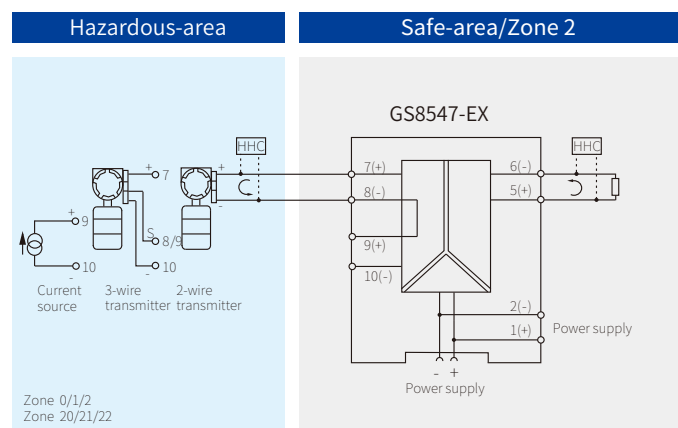 Hazardous-area
Safe-area/Zone 2
GS8547-EX
HHC
HHC
+
7
7(+)
6(-)
+
8(-)
5(+)
-
+
9
S
8/9
9(+)
10
-
10
-
10(-)
Current
source
3-wire
transmitter
2-wire
transmitter
2(-)
1(+)
Power supply
- +
Power supply
Zone 0/1/2
Zone 20/21/22